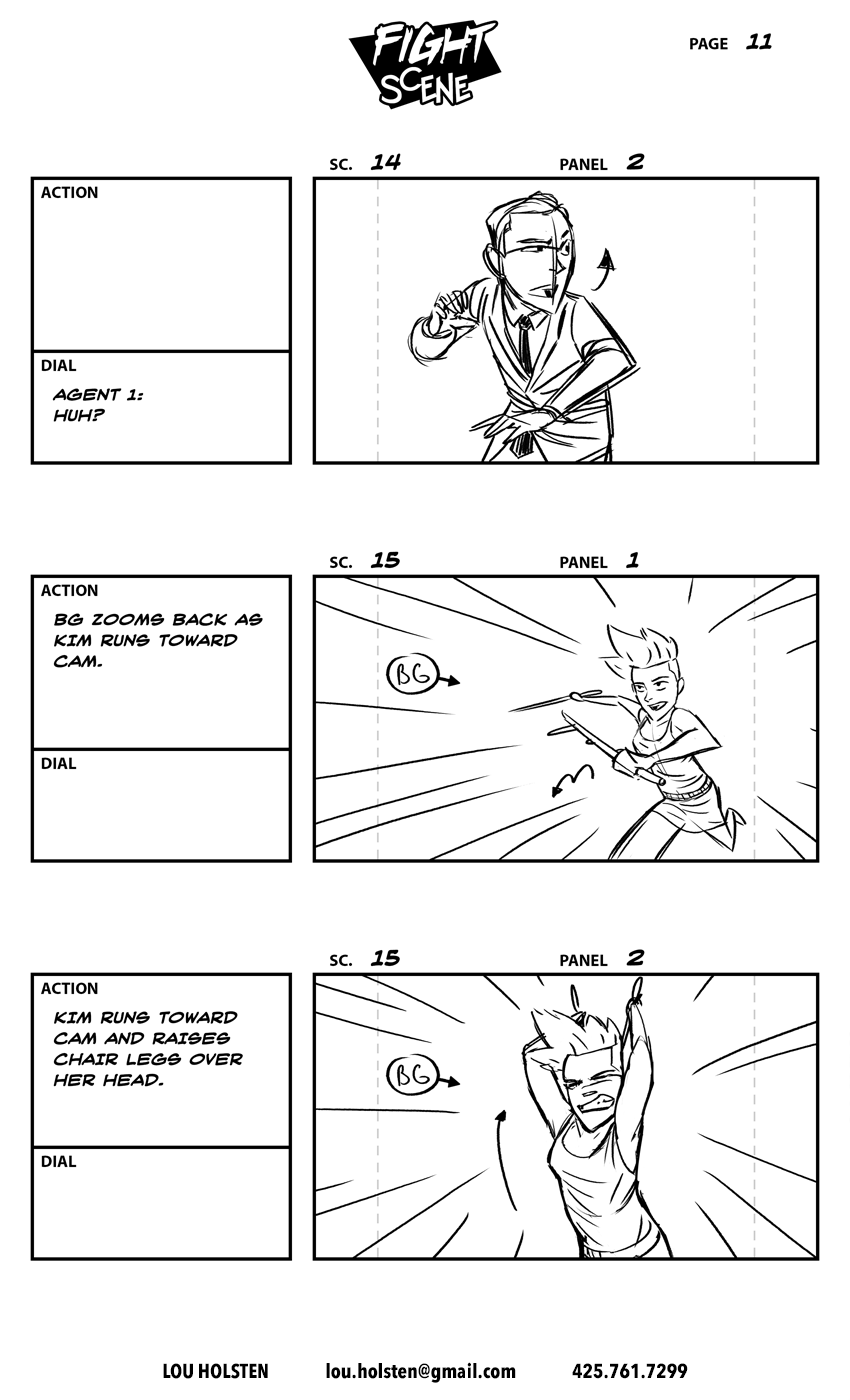 FIGHT
SCENE
PAGE 11
SC. 14 PANEL 2
ACTION
DIAL
AGENT 1:
HUH?
SC. 15 PANEL 1
ACTION
BG ZOOMS BACK AS
KIM RUNS TOWARD
CAM.
BG
DIAL
SC. 15 PANEL 2
ACTION
KIM RUNS TOWARD
CAM AND RAISES
CHAIR LEGS OVER
HER HEAD.
BG
DIAL
LOU HOLSTEN lou.holsten@gmail.com 425.761.7299